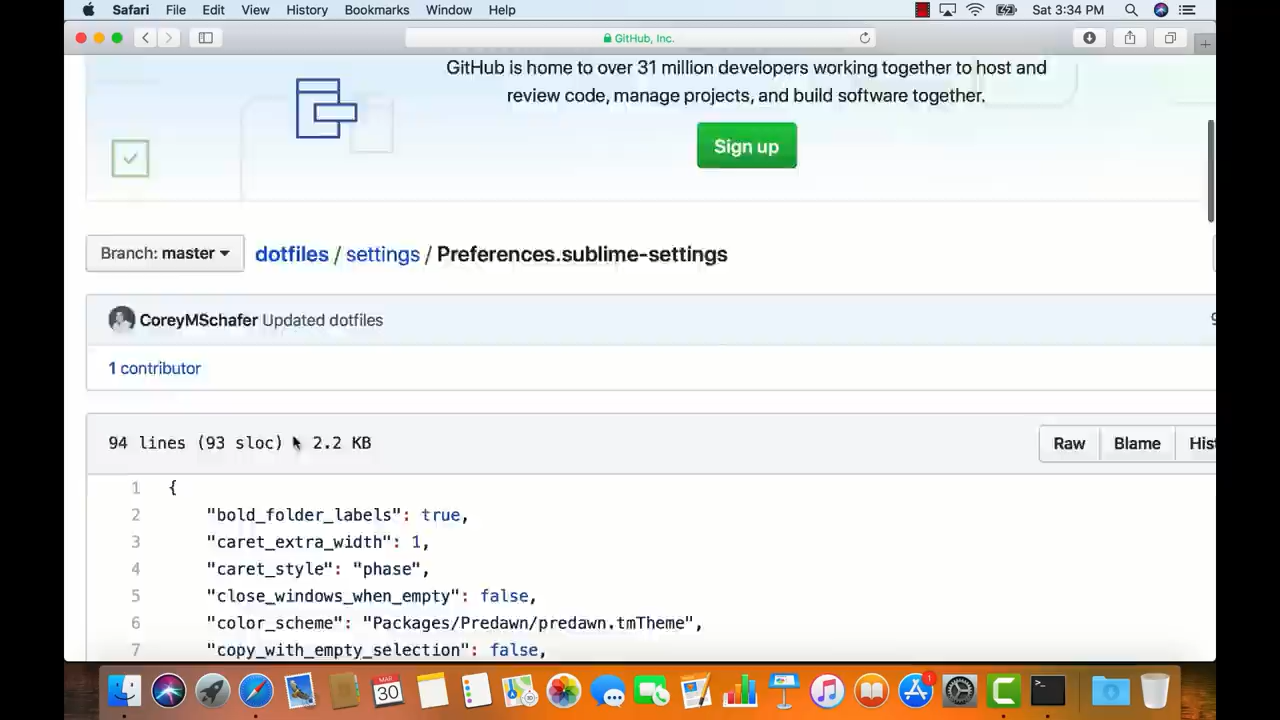 Safari File Edit View History Bookmarks Window Help Sat 3:34 PM
GitHub, Inc.
GitHub is home to over 31 million developers working together to host and
review code, manage projects, and build software together.
Sign up
Branch: master dotfiles / settings / Preferences.sublime-settings
CoreyMSchafer Updated dotfiles
1 contributor
94 lines (93 sloc) 2.2 KB Raw Blame Hist
1 {
2 "bold_folder_labels": true,
3 "caret_extra_width": 1,
4 "caret_style": "phase",
5 "close_windows_when_empty": false,
6 "color_scheme": "Packages/Predawn/predawn.tmTheme",
7 "copy_with_empty_selection": false,
MAR
30
1